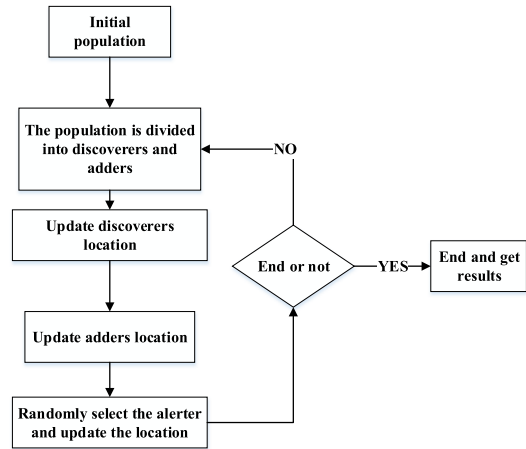 Initial
population
The population is divided
into discoverers and
adders
Update discoverers
location
Update adders location
Randomly select the alerter
and update the location
End or not
NO
YES
End and get
results